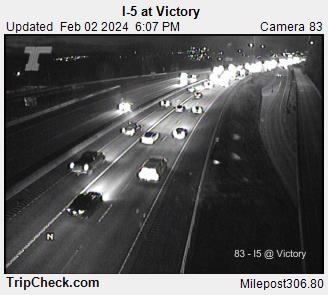 I-5 at Victory
Updated Feb 02 2024 6:07 PM Camera 83
T
N
83 - I5 @ Victory
TripCheck.com Milepost306.80